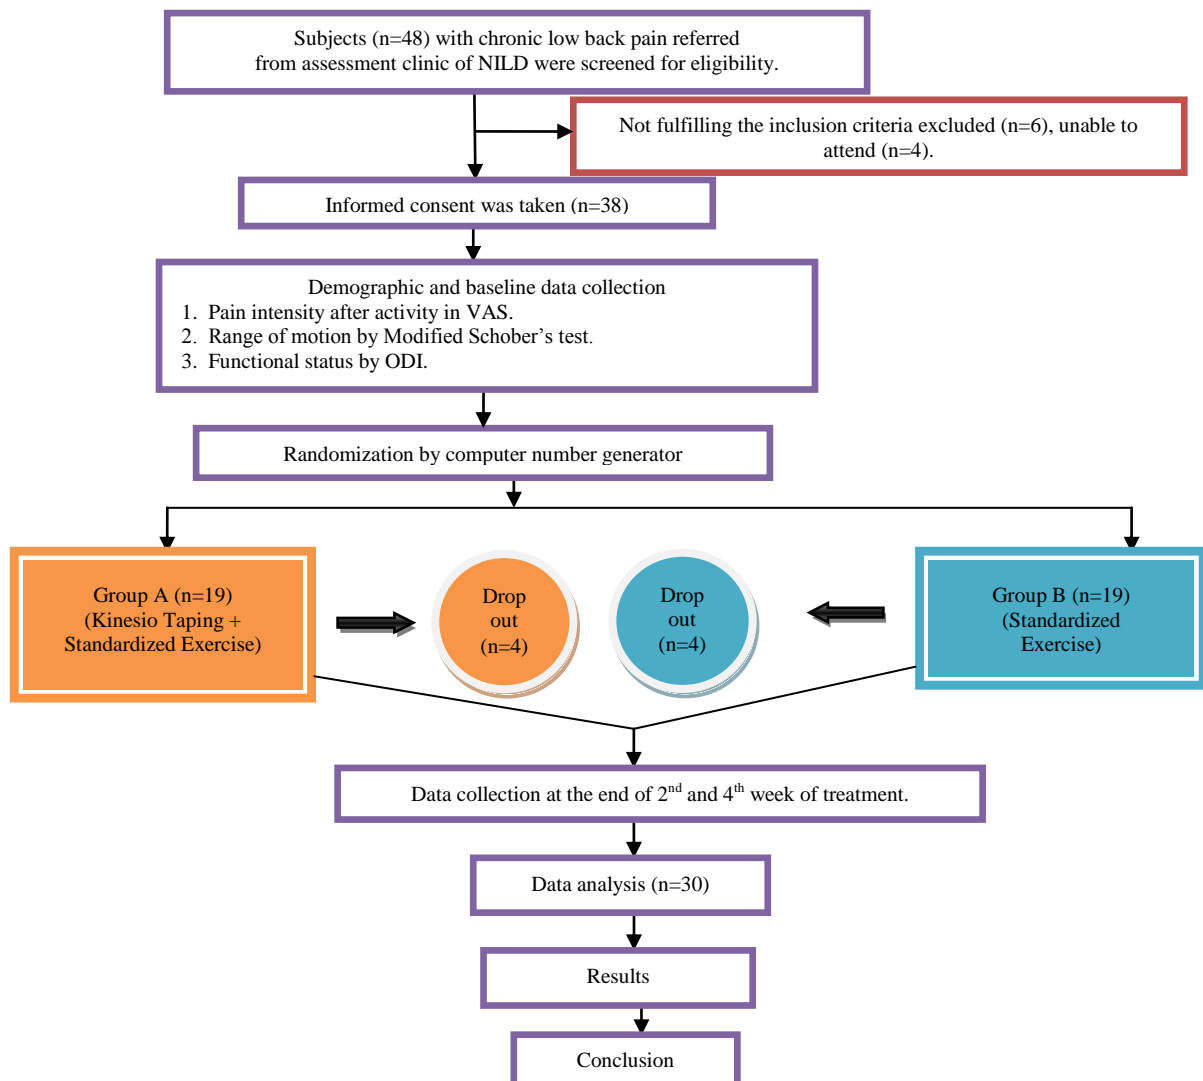 Subjects (n=48) with chronic low back pain referred
from assessment clinic of NILD were screened for eligibility.
Not fulfilling the inclusion criteria excluded (n=6), unable to
attend (n=4).
Informed consent was taken (n=38)
Demographic and baseline data collection
1. Pain intensity after activity in VAS.
2. Range of motion by Modified Schober’s test.
3. Functional status by ODI.
Randomization by computer number generator
Group A (n=19)
(Kinesio Taping +
Standardized Exercise)
Drop
out
(n=4)
Drop
out
(n=4)
Group B (n=19)
(Standardized
Exercise)
Data collection at the end of 2nd and 4th week of treatment.
Data analysis (n=30)
Results
Conclusion